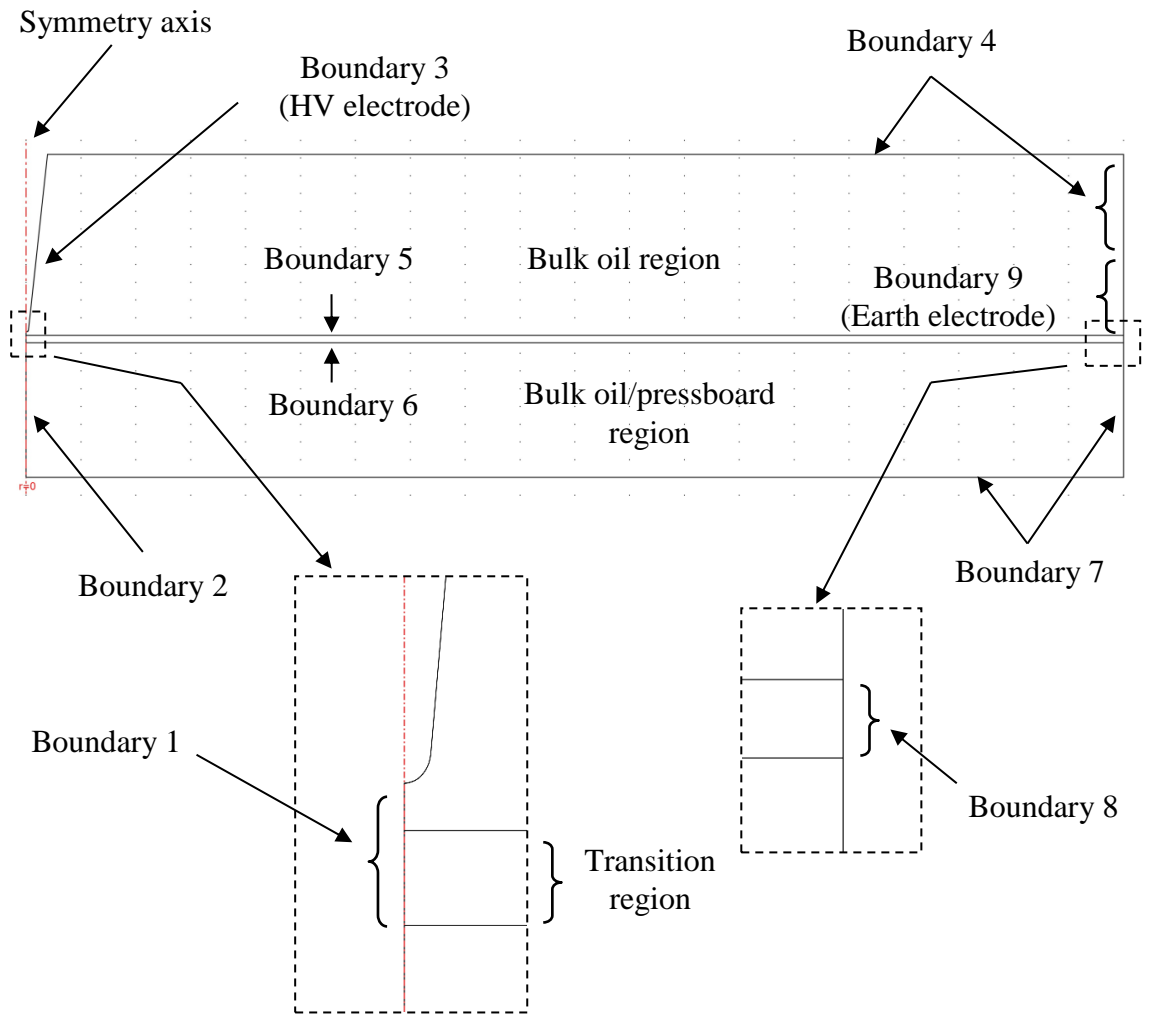 Symmetry axis
Boundary 3
(HV electrode)
Boundary 4
Boundary 5
Bulk oil region
Boundary 9
(Earth electrode)
Boundary 6
Bulk oil/pressboard
region
r=0
Boundary 2
Boundary 7
Boundary 1
Transition
region
Boundary 8